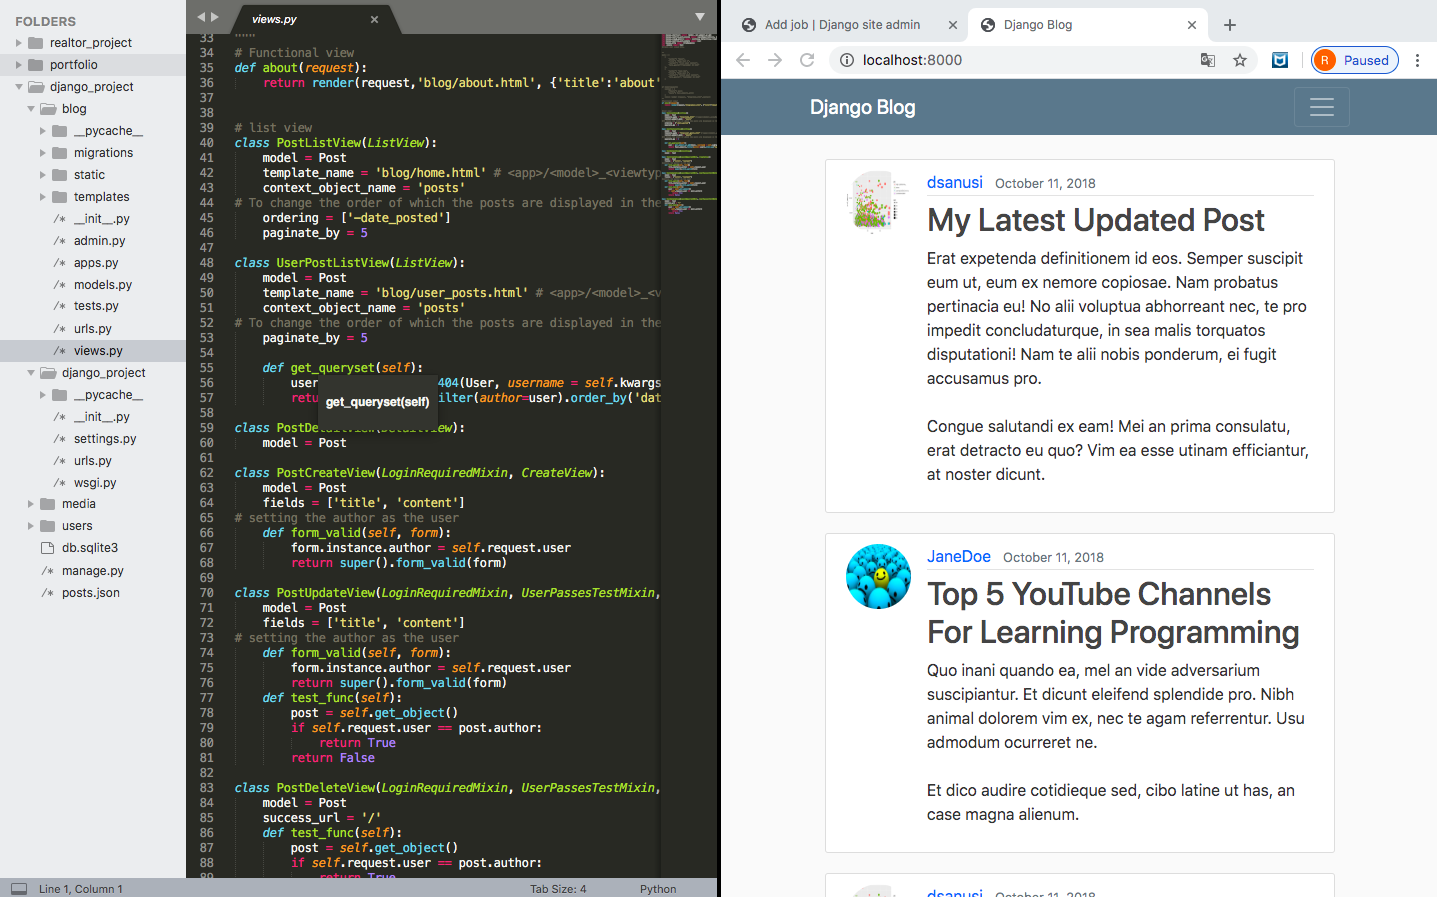 FOLDERS
realtor_project
portfolio
django_project
blog
__pycache__
migrations
static
templates
/* __init__.py
/* admin.py
/* apps.py
/* models.py
/* tests.py
/* urls.py
/* views.py
django_project
__pycache__
/* __init__.py
/* settings.py
/* urls.py
/* wsgi.py
media
users
db.sqlite3
/* manage.py
/* posts.json
views.py
33 """
34 # Functional view
35 def about(request):
36 return render(request,'blog/about.html', {'title':'about'
37
38
39 # list view
40 class PostListView(ListView):
41 model = Post
42 template_name = 'blog/home.html' # <app>/<model>_<viewtyp
43 context_object_name = 'posts'
44 # To change the order of which the posts are displayed in the
45 ordering = ['-date_posted']
46 paginate_by = 5
47
48 class UserPostListView(ListView):
49 model = Post
50 template_name = 'blog/user_posts.html' # <app>/<model>_<v
51 context_object_name = 'posts'
52 # To change the order of which the posts are displayed in the
53 paginate_by = 5
54
55 def get_queryset(self):
56 user 404(User, username = self.kwargs
get_queryset(self)
57 retu ilter(author=user).order_by('dat
58
59 class PostDetailView(DetailView):
60 model = Post
61
62 class PostCreateView(LoginRequiredMixin, CreateView):
63 model = Post
64 fields = ['title', 'content']
65 # setting the author as the user
66 def form_valid(self, form):
67 form.instance.author = self.request.user
68 return super().form_valid(form)
69
70 class PostUpdateView(LoginRequiredMixin, UserPassesTestMixin,
71 model = Post
72 fields = ['title', 'content']
73 # setting the author as the user
74 def form_valid(self, form):
75 form.instance.author = self.request.user
76 return super().form_valid(form)
77 def test_func(self):
78 post = self.get_object()
79 if self.request.user == post.author:
80 return True
81 return False
82
83 class PostDeleteView(LoginRequiredMixin, UserPassesTestMixin,
84 model = Post
85 success_url = '/'
86 def test_func(self):
87 post = self.get_object()
88 if self.request.user == post.author:
89 return True
Line 1, Column 1
Tab Size: 4
Python
Add job | Django site admin
Django Blog
localhost:8000
R Paused
Django Blog
dsanusi October 11, 2018
My Latest Updated Post
Erat expetenda definitionem id eos. Semper suscipit
eum ut, eum ex nemore copiosae. Nam probatus
pertinacia eu! No alii voluptua abhorreant nec, te pro
impedit concludaturque, in sea malis torquatos
disputationi! Nam te alii nobis ponderum, ei fugit
accusamus pro.
Congue salutandi ex eam! Mei an prima consulatu,
erat detracto eu quo? Vim ea esse utinam efficiantur,
at noster dicunt.
JaneDoe October 11, 2018
Top 5 YouTube Channels
For Learning Programming
Quo inani quando ea, mel an vide adversarium
suscipiantur. Et dicunt eleifend splendide pro. Nibh
animal dolorem vim ex, nec te agam referrentur. Usu
admodum ocurreret ne.
Et dico audire cotidieque sed, cibo latine ut has, an
case magna alienum.
dsanusi October 11, 2018